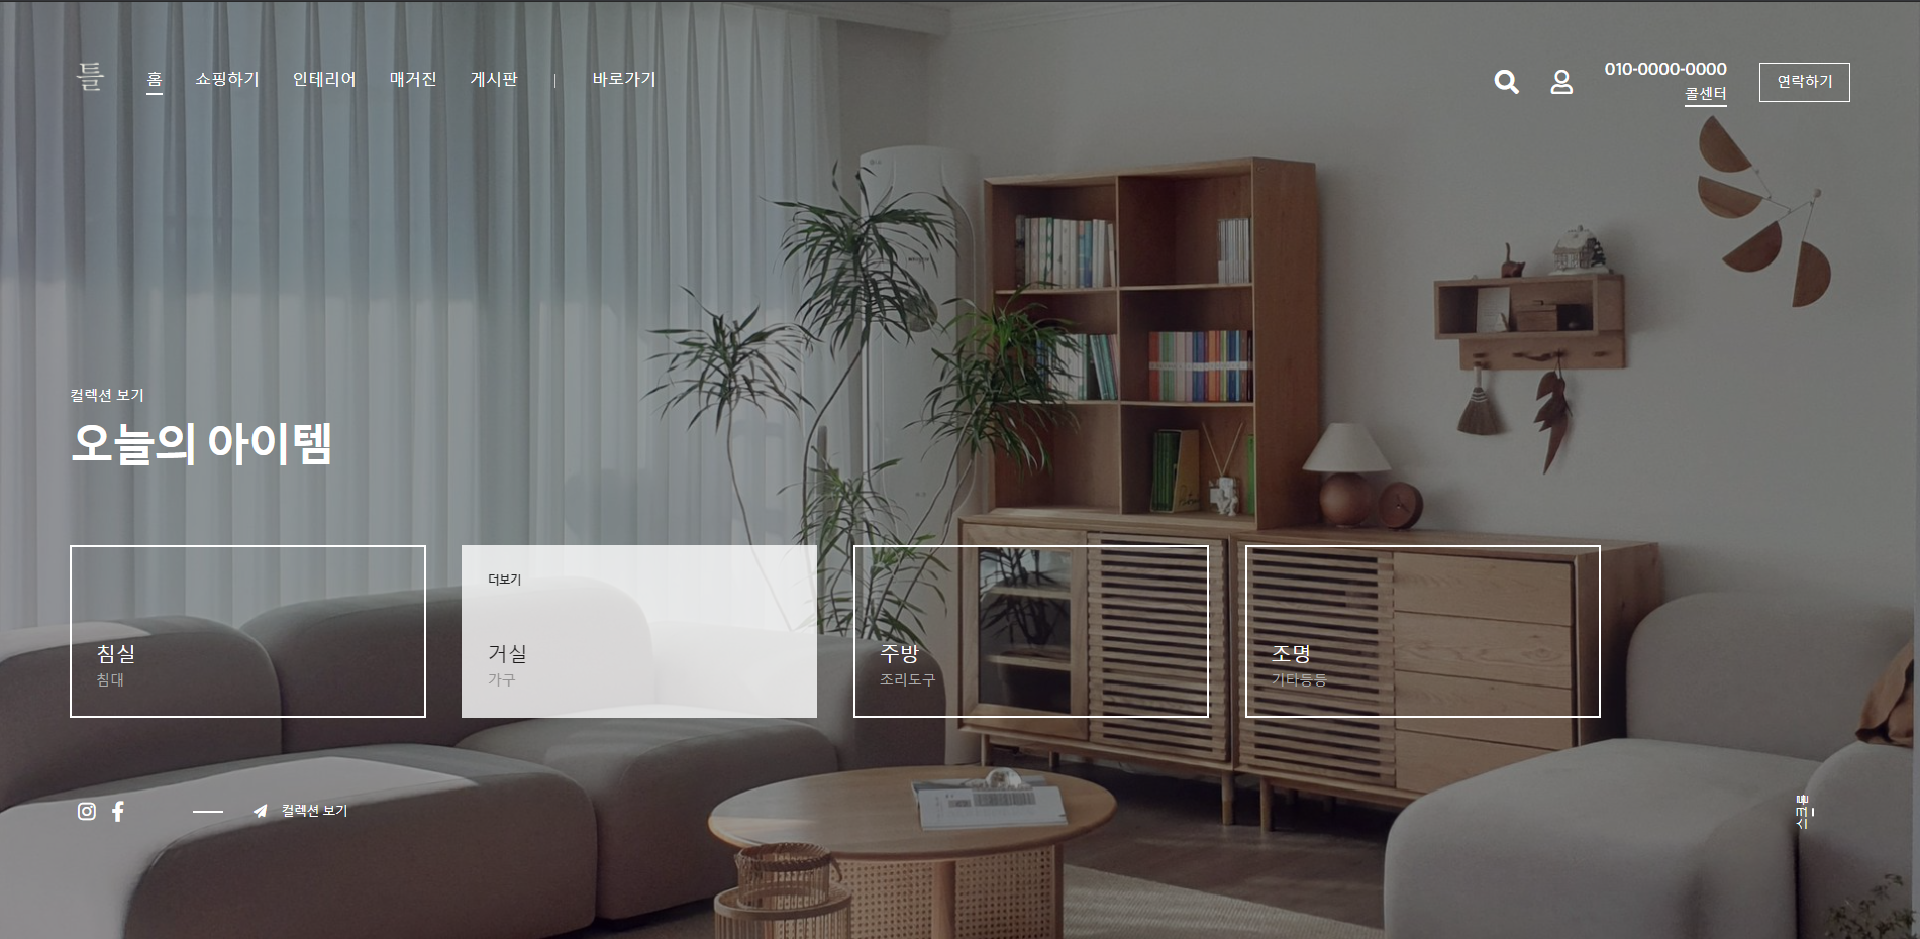 틀
홈
쇼핑하기
인테리어
매거진
게시판
|
바로가기
010-0000-0000
콜센터
연락하기
컬렉션 보기
오늘의 아이템
침실
침대
더보기
거실
가구
주방
조리도구
조명
기타등등
컬렉션 보기
스크롤